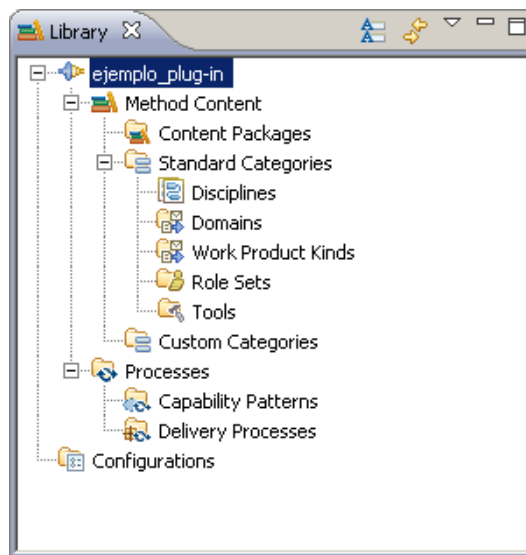 Library
ejemplo_plug-in
Method Content
Content Packages
Standard Categories
Disciplines
Domains
Work Product Kinds
Role Sets
Tools
Custom Categories
Processes
Capability Patterns
Delivery Processes
Configurations